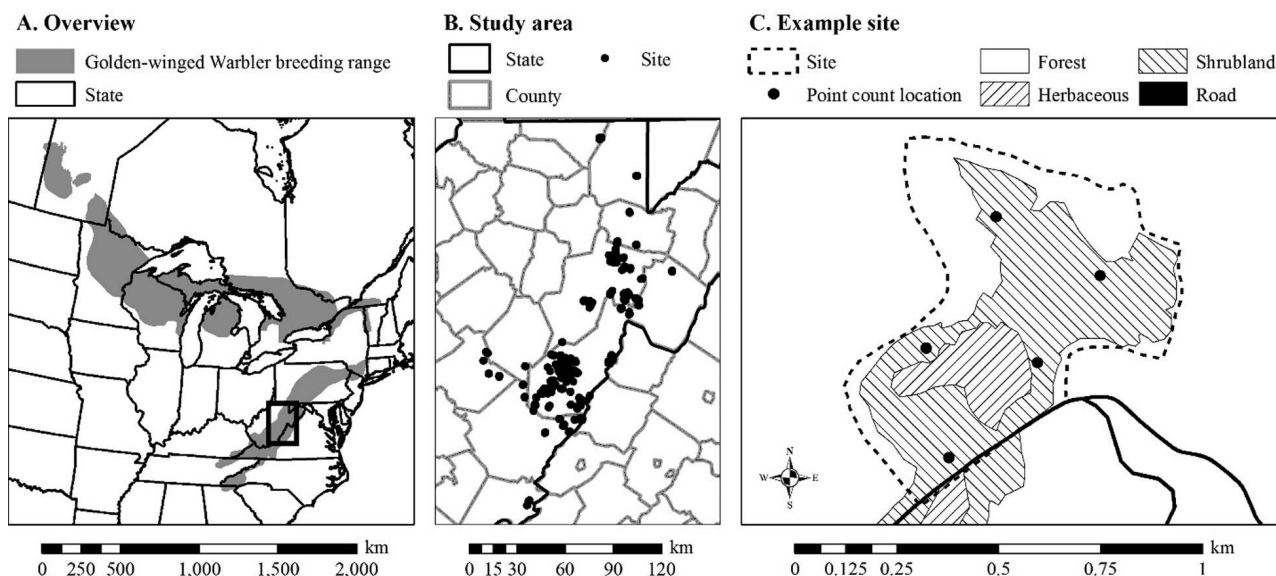 A. Overview
Golden-winged Warbler breeding range
State
B. Study area
State
Site
County
C. Example site
Site
Forest
Shrubland
Point count location
Herbaceous
Road
N
W E
S
km
0 250 500 1,000 1,500 2,000
km
0 15 30 60 90 120
km
0 0.125 0.25 0.5 0.75 1